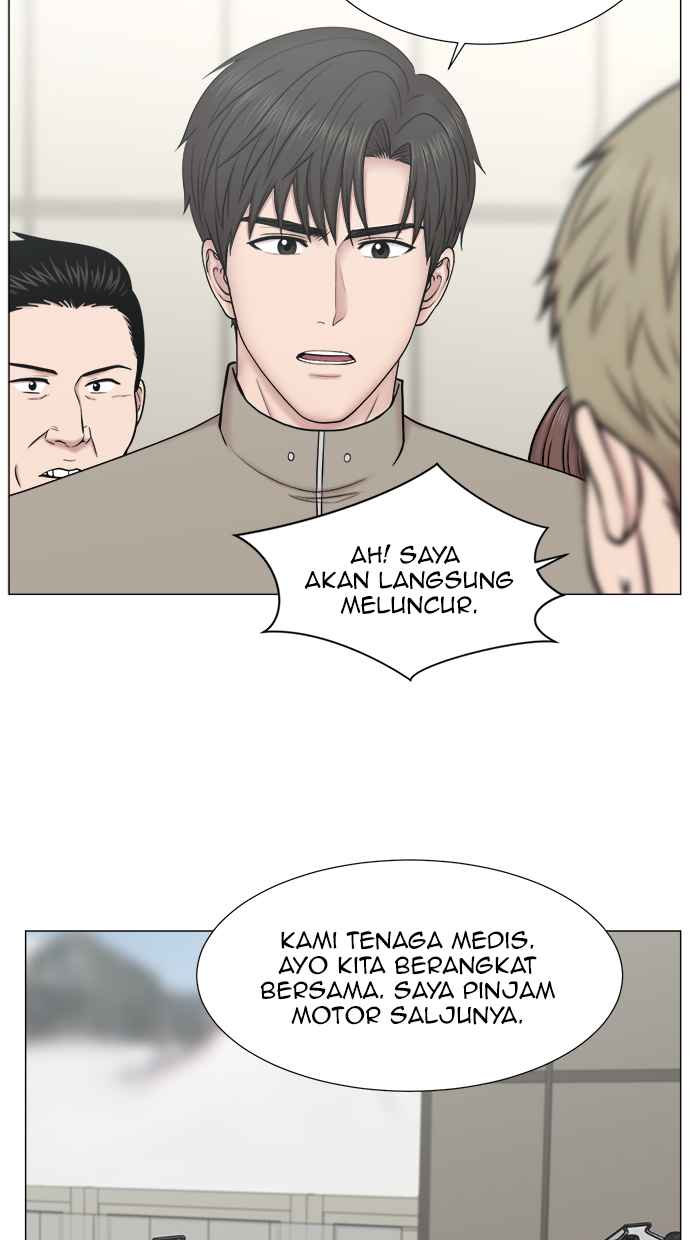 AH! SAYA
AKAN LANGSUNG
MELUNCUR.
KAMI TENAGA MEDIS.
AYO KITA BERANGKAT
BERSAMA. SAYA PINJAM
MOTOR SALJUNYA.